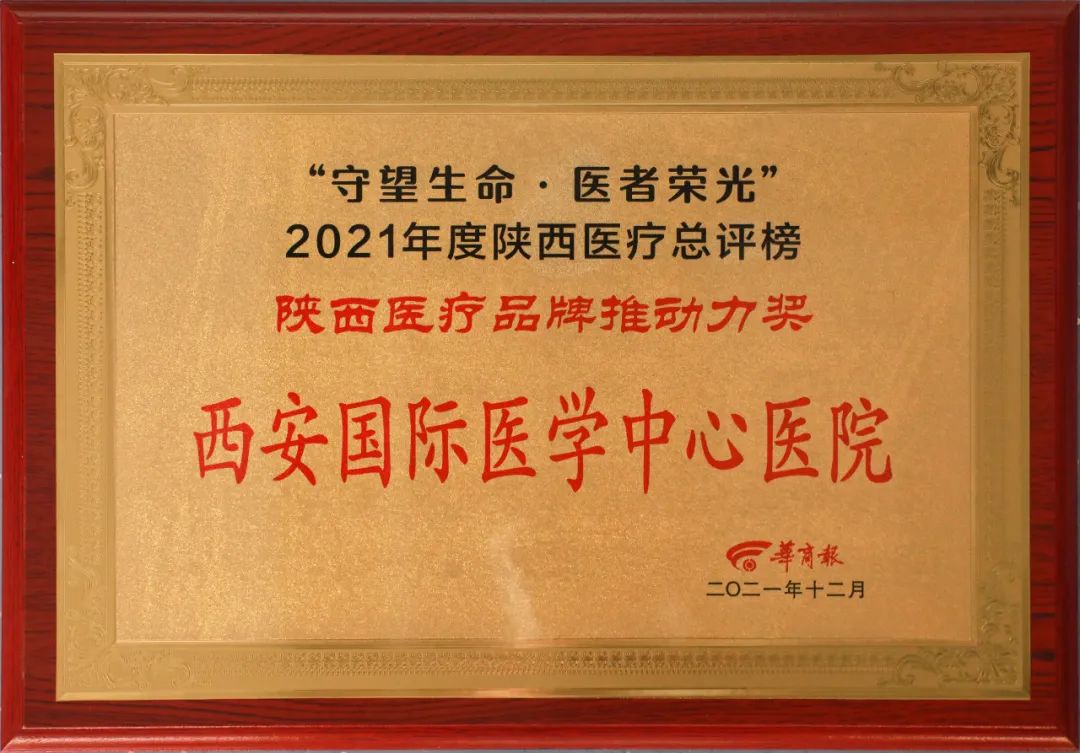 “守望生命·医者荣光”
2021年度陕西医疗总评榜
陕西医疗品牌推动力奖
西安国际医学中心医院
華商報
二〇二一年十二月